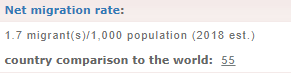 Net migration rate:
1.7 migrant(s)/1,000 population (2018 est.)
country comparison to the world: 55